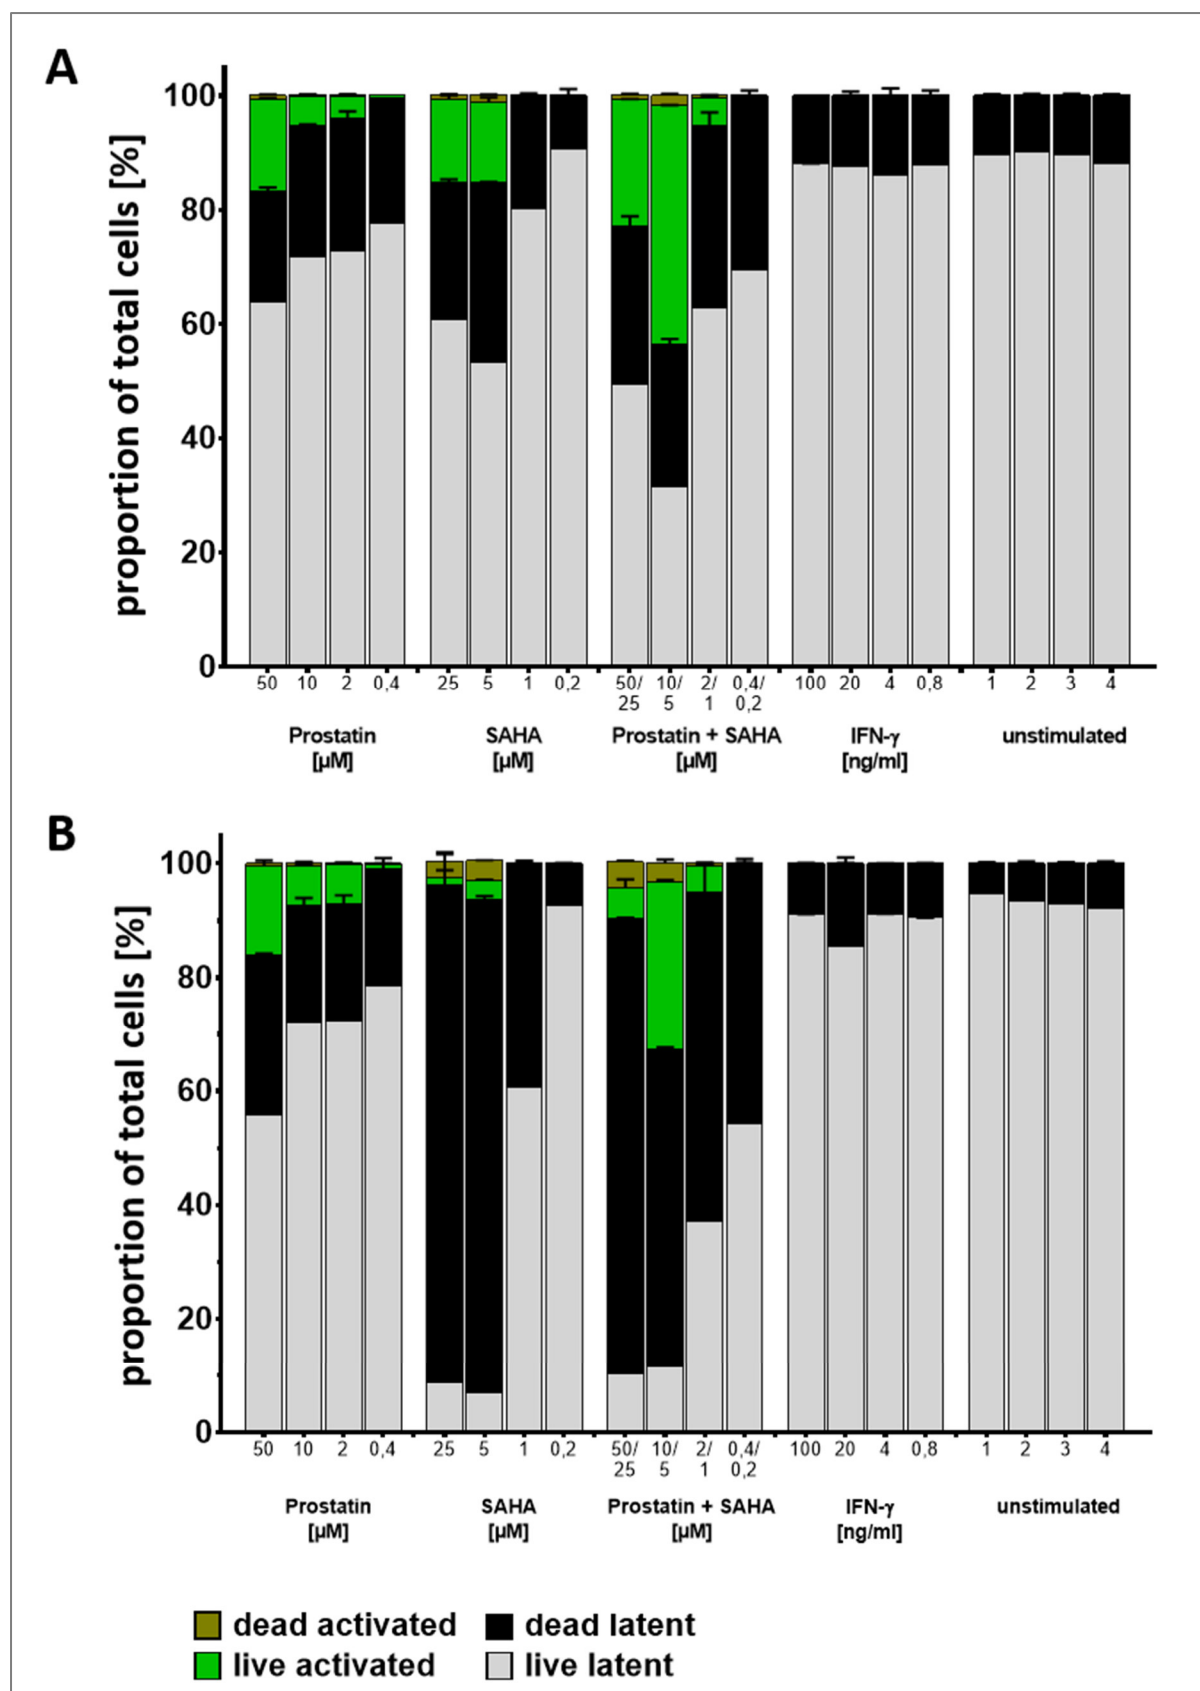 A
proportion of total cells [%]
100
80
60
40
20
0
50 10 2 0,4 25 5 1 0,2 50/ 10/ 2/ 0,4/ 100 20 4 0,8 1 2 3 4
25 5 1 0,2
Prostatin SAHA Prostatin + SAHA IFN-γ unstimulated
[µM] [µM] [µM] [ng/ml]
B
proportion of total cells [%]
100
80
60
40
20
0
50 10 2 0,4 25 5 1 0,2 50/ 10/ 2/ 0,4/ 100 20 4 0,8 1 2 3 4
25 5 1 0,2
Prostatin SAHA Prostatin + SAHA IFN-γ unstimulated
[µM] [µM] [µM] [ng/ml]
dead activated dead latent
live activated live latent